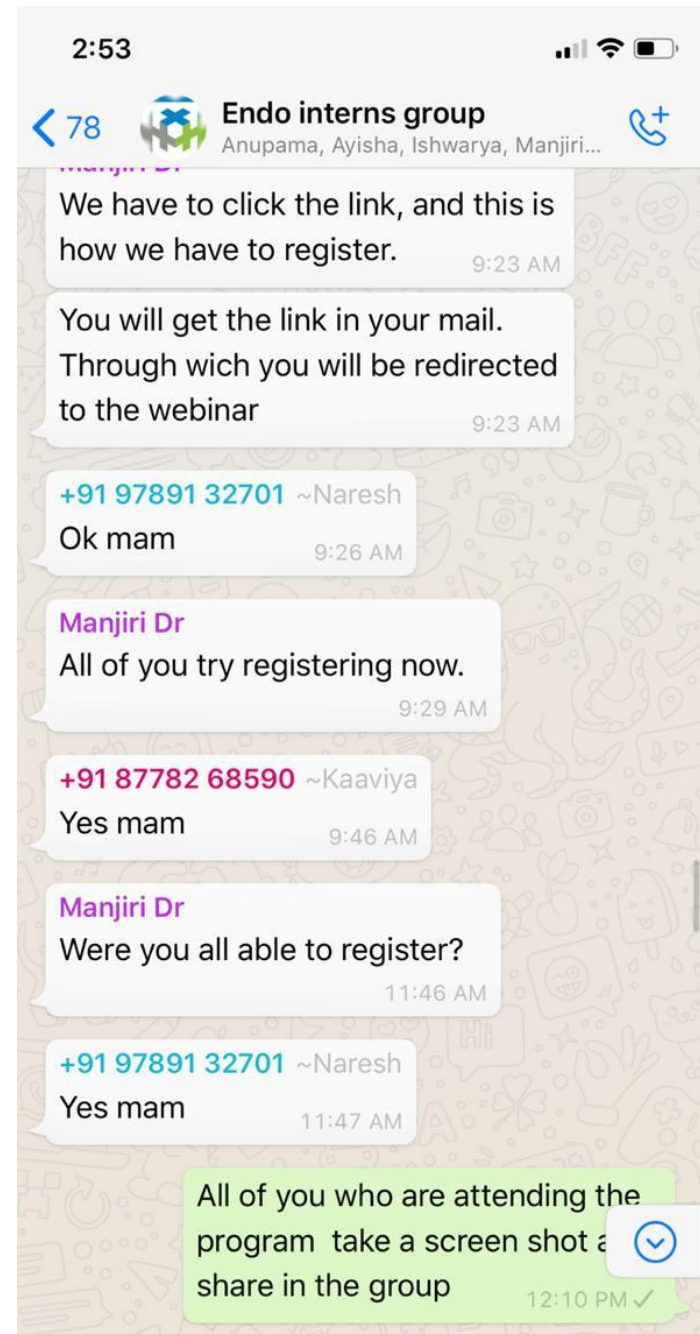 2:53
78
Endo interns group
Anupama, Ayisha, Ishwarya, Manjiri...
Manjiri Dr
We have to click the link, and this is
how we have to register.
9:23 AM
You will get the link in your mail.
Through wich you will be redirected
to the webinar
9:23 AM
+91 97891 32701 ~Naresh
Ok mam
9:26 AM
Manjiri Dr
All of you try registering now.
9:29 AM
+91 87782 68590 ~Kaaviya
Yes mam
9:46 AM
Manjiri Dr
Were you all able to register?
11:46 AM
+91 97891 32701 ~Naresh
Yes mam
11:47 AM
All of you who are attending the
program take a screen shot
share in the group
12:10 PM